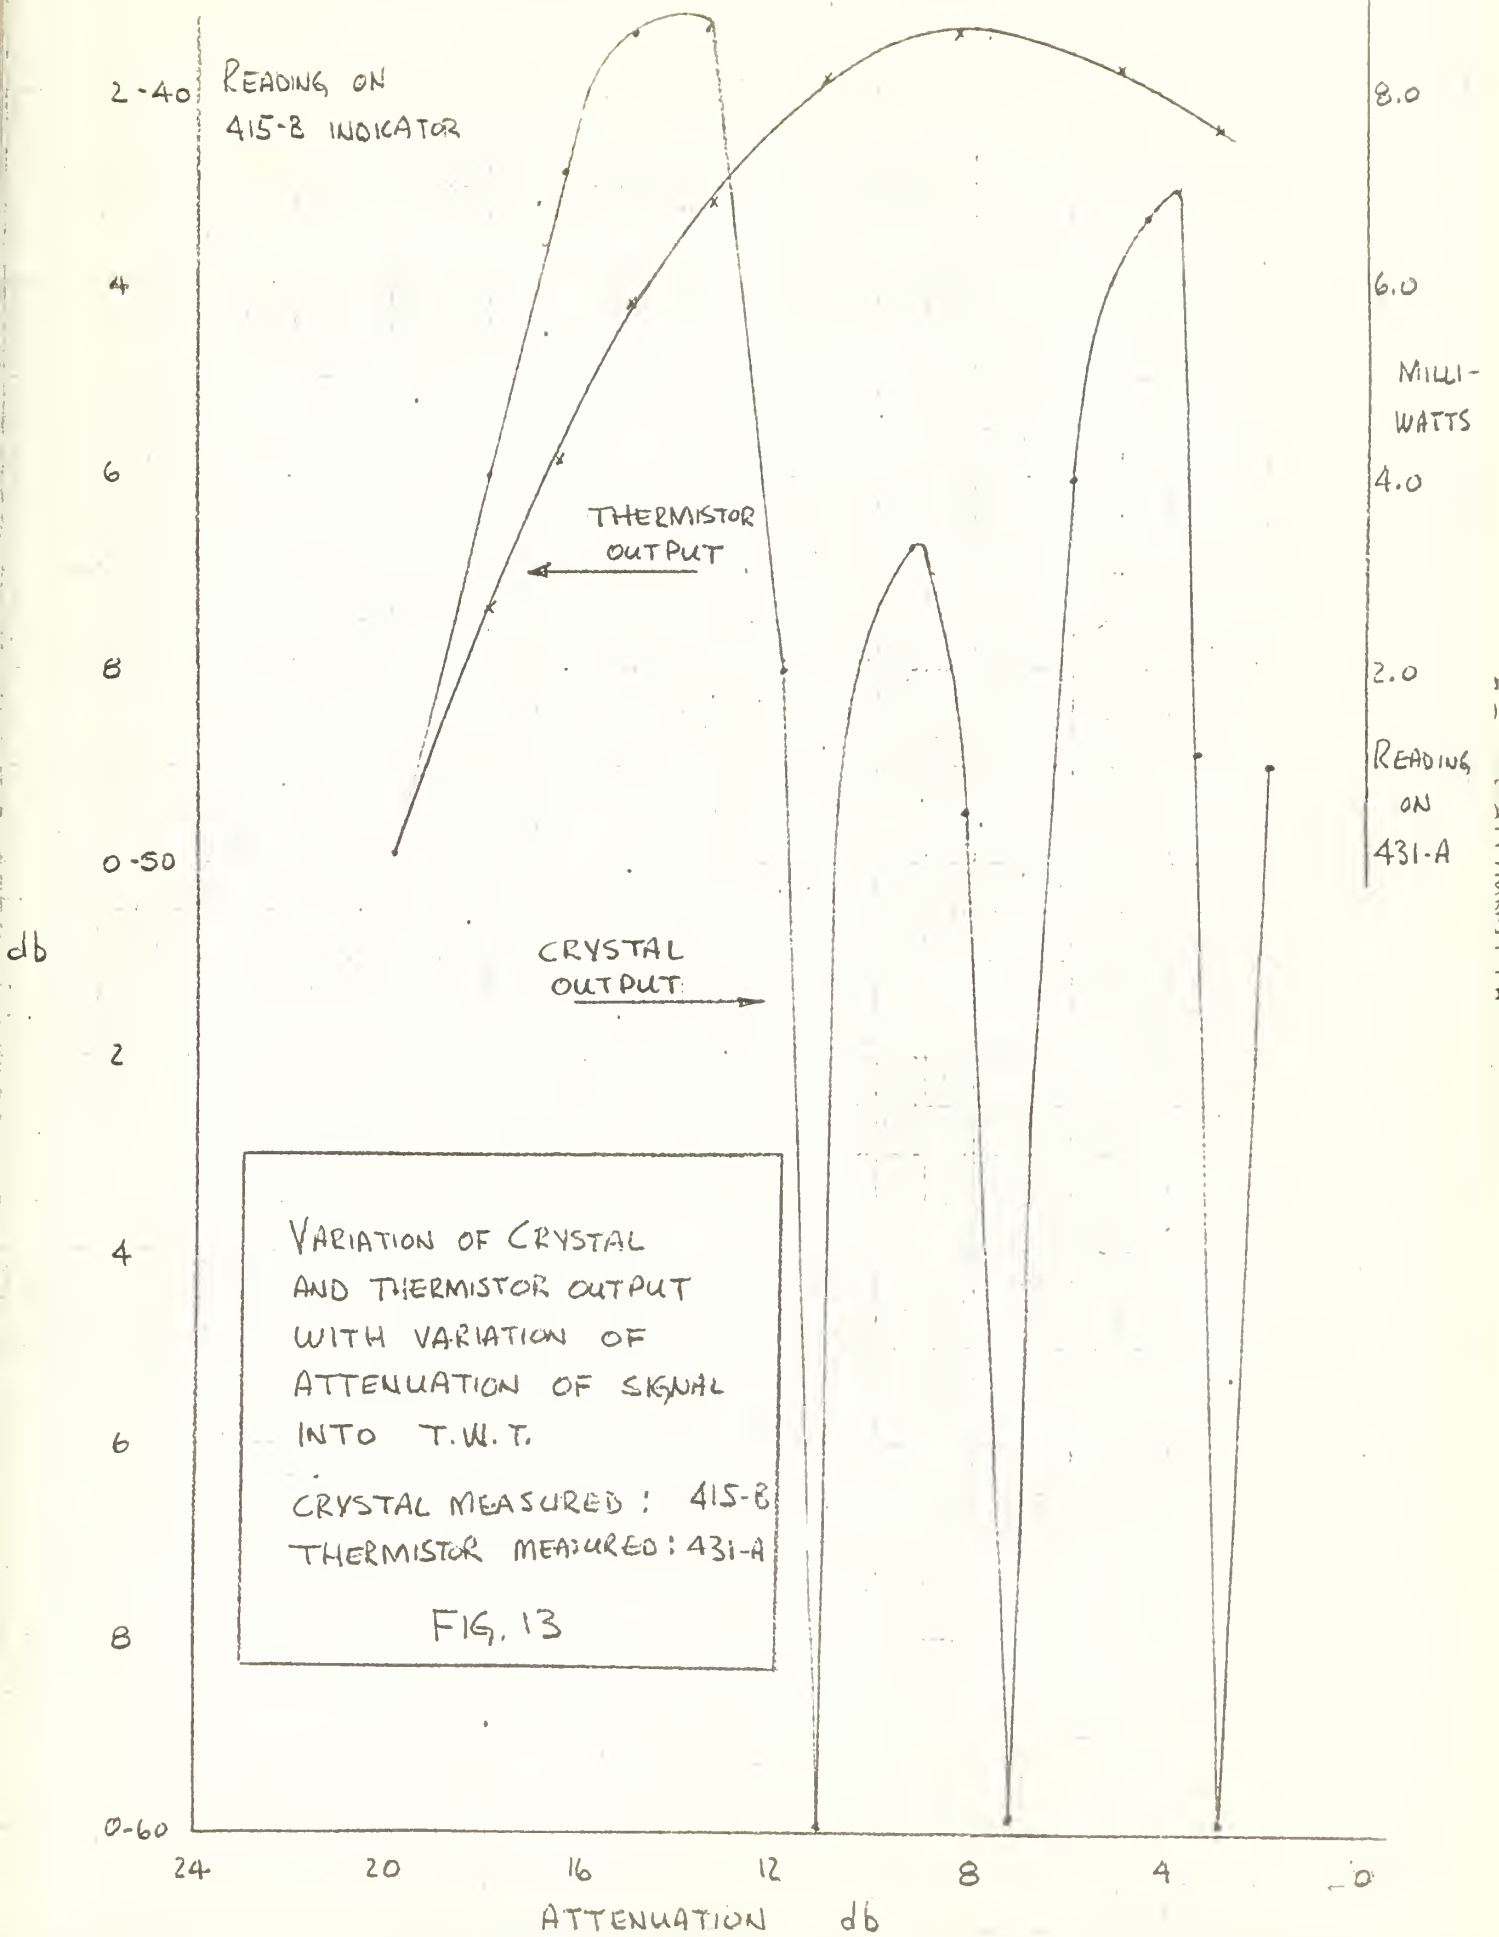 2-40
READING ON
415-B INDICATOR
4
6
8
0-50
db
2
4
6
8
0-60
8.0
6.0
MILLI-
WATTS
4.0
2.0
READING
ON
431-A
THERMISTOR
OUTPUT
CRYSTAL
OUTPUT
VARIATION OF CRYSTAL
AND THERMISTOR OUTPUT
WITH VARIATION OF
ATTENUATION OF SIGNAL
INTO T.W.T.
CRYSTAL MEASURED: 415-B
THERMISTOR MEASURED: 431-A
FIG. 13
24 20 16 12 8 4 0
ATTENUATION db